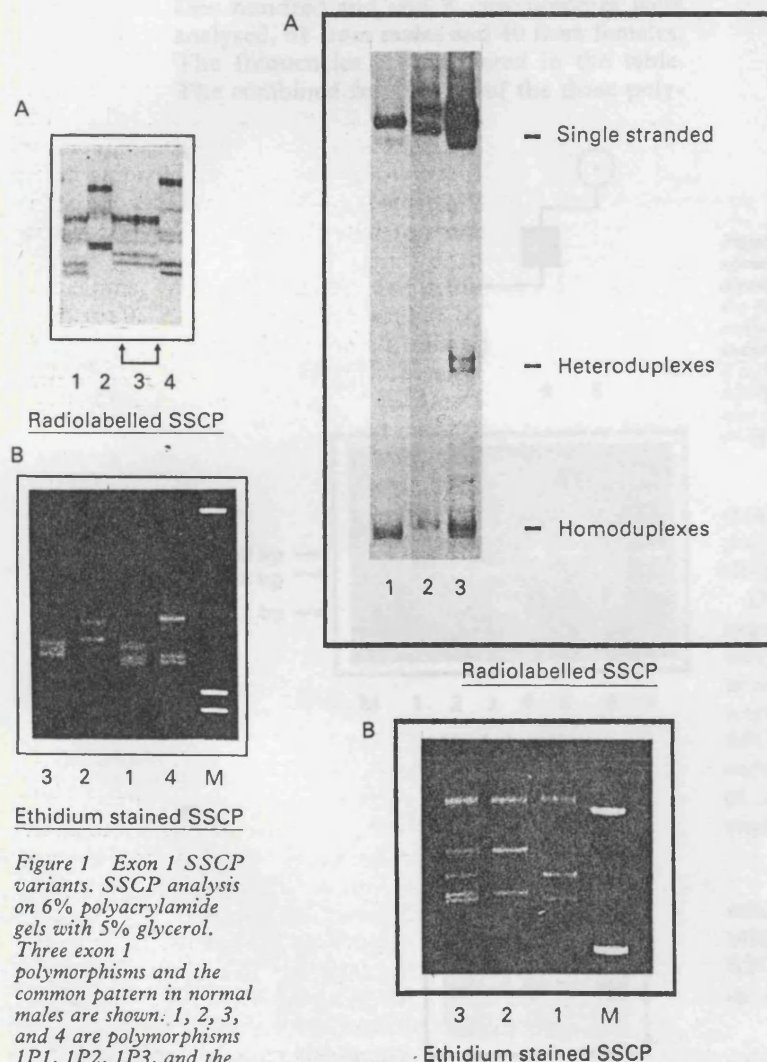 A
1 2 3 4
Radiolabelled SSCP
B
3 2 1 4 M
Ethidium stained SSCP
Figure 1 Exon 1 SSCP
variants. SSCP analysis
on 6% polyacrylamide
gels with 5% glycerol.
Three exon 1
polymorphisms and the
common pattern in normal
males are shown: 1, 2, 3,
and 4 are polymorphisms
1P1, 1P2, 1P3, and the
A
Single stranded
Heteroduplexes
Homoduplexes
1 2 3
Radiolabelled SSCP
B
3 2 1 M
Ethidium stained SSCP